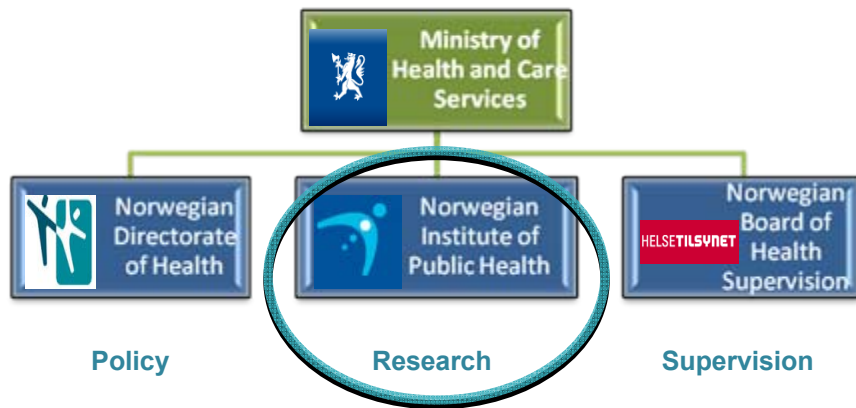 Ministry of
Health and Care
Services
Norwegian
Directorate
of Health
Norwegian
Institute of
Public Health
HELSETILSYNET
Norwegian
Board of
Health
Supervision
Policy
Research
Supervision